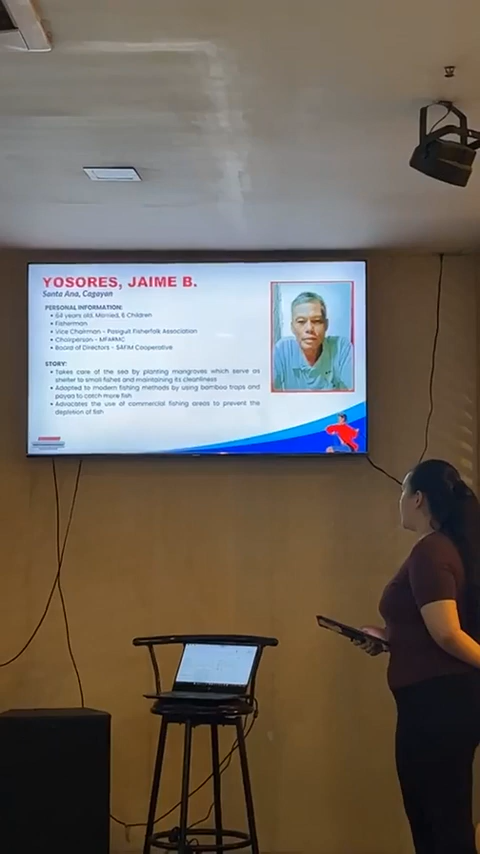 YOSORES, JAIME B.
Santa Ana, Cagayan
PERSONAL INFORMATION:
• 64 years old, Married, 6 Children
• Fisherman
• Vice Chairman - Pasiguli Fisherfolk Association
• Chairperson - MFARMC
• Board of Directors - SAFIM Cooperative
STORY:
• Takes care of the sea by planting mangroves which serve as
shelter to small fishes and maintaining its cleanliness
• Adapted to modern fishing methods by using bamboo traps and
payao to catch more fish
• Advocates the use of commercial fishing areas to prevent the
depletion of fish